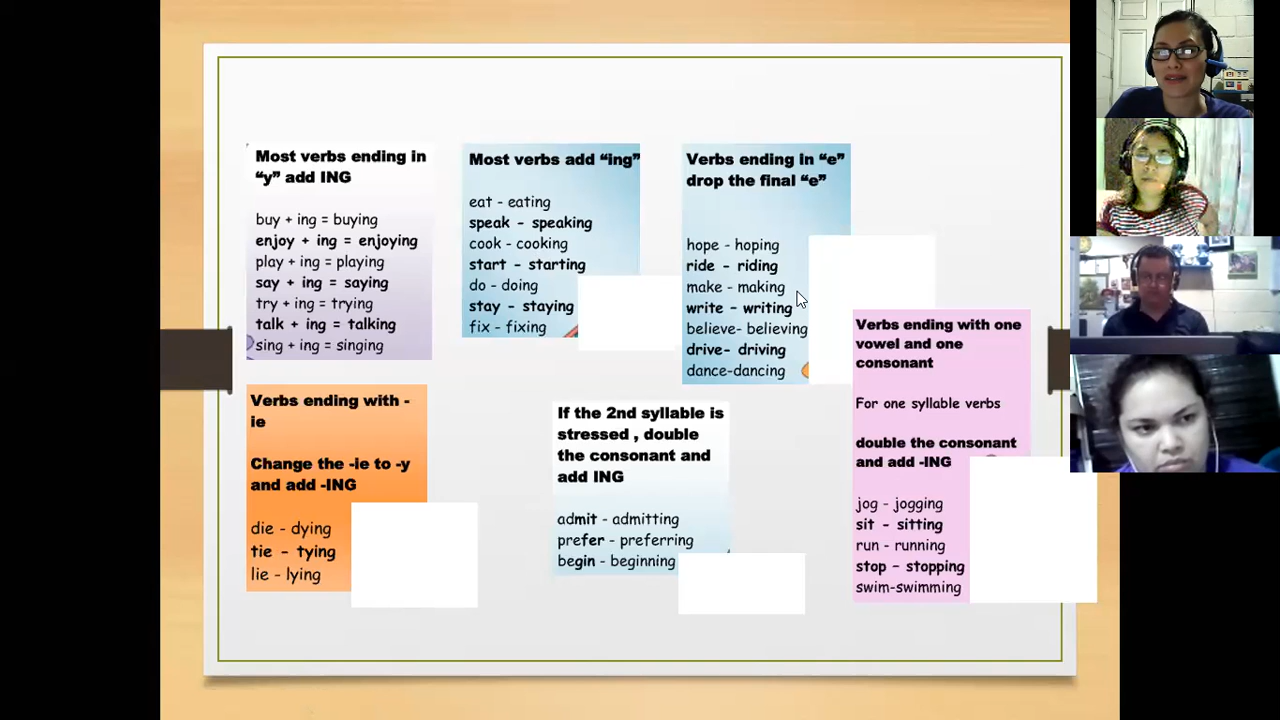 Most verbs ending in
“y” add ING
buy + ing = buying
enjoy + ing = enjoying
play + ing = playing
say + ing = saying
try + ing = trying
talk + ing = talking
sing + ing = singing
Most verbs add “ing”
eat - eating
speak - speaking
cook - cooking
start - starting
do - doing
stay - staying
fix - fixing
Verbs ending in “e”
drop the final “e”
hope - hoping
ride - riding
make - making
write - writing
believe- believing
drive- driving
dance-dancing
Verbs ending with -
ie
Change the -ie to -y
and add -ING
die - dying
tie - tying
lie - lying
If the 2nd syllable is
stressed , double
the consonant and
add ING
admit - admitting
prefer - preferring
begin - beginning
Verbs ending with one
vowel and one
consonant
For one syllable verbs
double the consonant
and add -ING
jog - jogging
sit - sitting
run - running
stop – stopping
swim-swimming